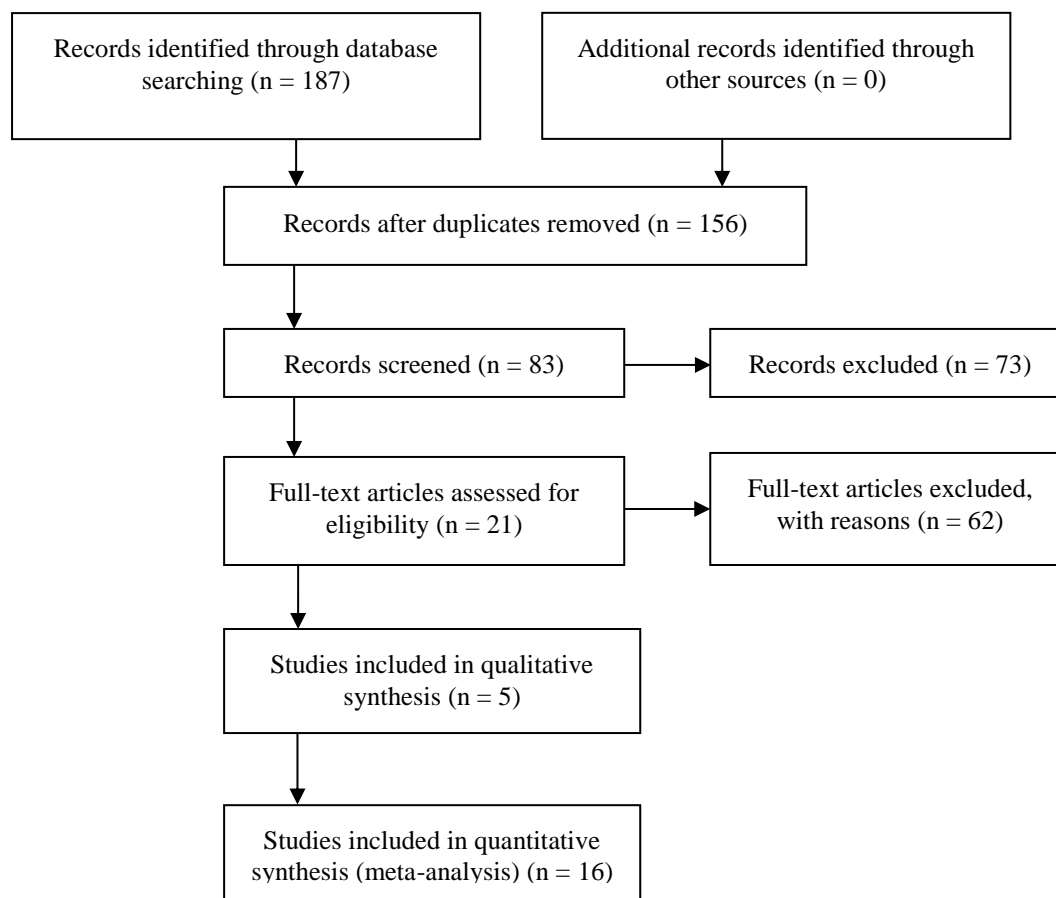 Records identified through database
searching (n = 187)
Additional records identified through
other sources (n = 0)
Records after duplicates removed (n = 156)
Records screened (n = 83)
Records excluded (n = 73)
Full-text articles assessed for
eligibility (n = 21)
Full-text articles excluded,
with reasons (n = 62)
Studies included in qualitative
synthesis (n = 5)
Studies included in quantitative
synthesis (meta-analysis) (n = 16)